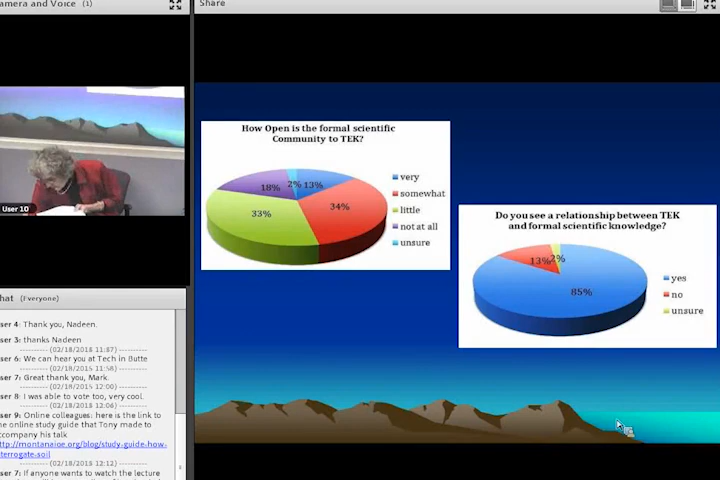 amera and Voice (1)
Share
User 10
How Open is the formal scientific
Community to TEK?
18%
2%
13%
34%
33%
very
somewhat
little
not at all
unsure
Do you see a relationship between TEK
and formal scientific knowledge?
13%
2%
85%
yes
no
unsure
hat (Everyone)
ser 4: Thank you, Nadeen.
ser 3: thanks Nadeen
ser 6: We can hear you at Tech in Butte
ser 7: Great thank you, Mark.
ser 8: I was able to vote too, very cool.
ser 9: Online colleagues: here is the link to
he online study guide that Tony made to
ccompany his talk
ttp://montanaioe.org/blog/study-guide-how-
terrogate-soil
ser 7: If anyone wants to watch the lecture